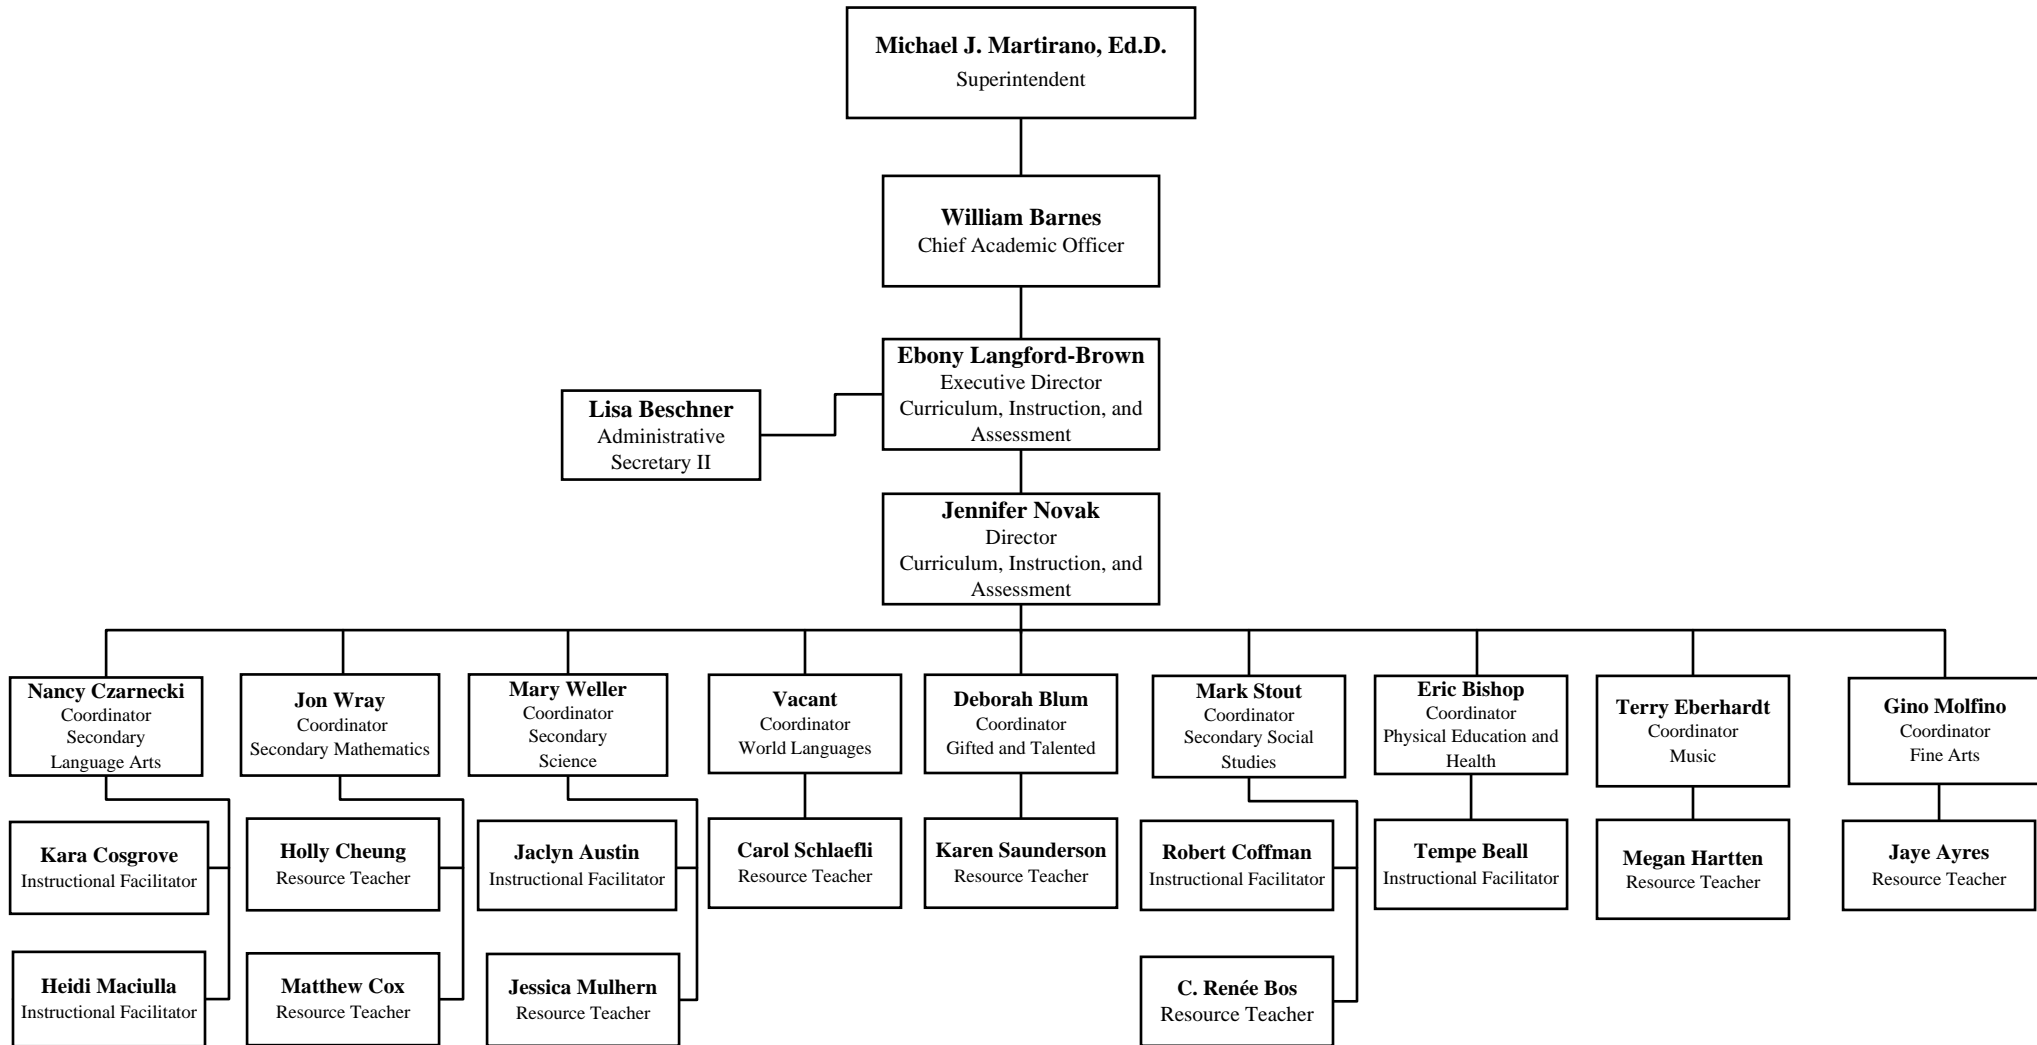 Michael J. Martirano, Ed.D.
Superintendent
William Barnes
Chief Academic Officer
Ebony Langford-Brown
Executive Director
Curriculum, Instruction, and
Assessment
Lisa Beschner
Administrative
Secretary II
Jennifer Novak
Director
Curriculum, Instruction, and
Assessment
Nancy Czarnecki
Coordinator
Secondary
Language Arts
Jon Wray
Coordinator
Secondary Mathematics
Mary Weller
Coordinator
Secondary
Science
Vacant
Coordinator
World Languages
Deborah Blum
Coordinator
Gifted and Talented
Mark Stout
Coordinator
Secondary Social
Studies
Eric Bishop
Coordinator
Physical Education and
Health
Terry Eberhardt
Coordinator
Music
Gino Molfino
Coordinator
Fine Arts
Kara Cosgrove
Instructional Facilitator
Holly Cheung
Resource Teacher
Jaclyn Austin
Instructional Facilitator
Carol Schlaefli
Resource Teacher
Karen Saunderson
Resource Teacher
Robert Coffman
Instructional Facilitator
Tempe Beall
Instructional Facilitator
Megan Hartten
Resource Teacher
Jaye Ayres
Resource Teacher
Heidi Maciulla
Instructional Facilitator
Matthew Cox
Resource Teacher
Jessica Mulhern
Resource Teacher
C. Renée Bos
Resource Teacher